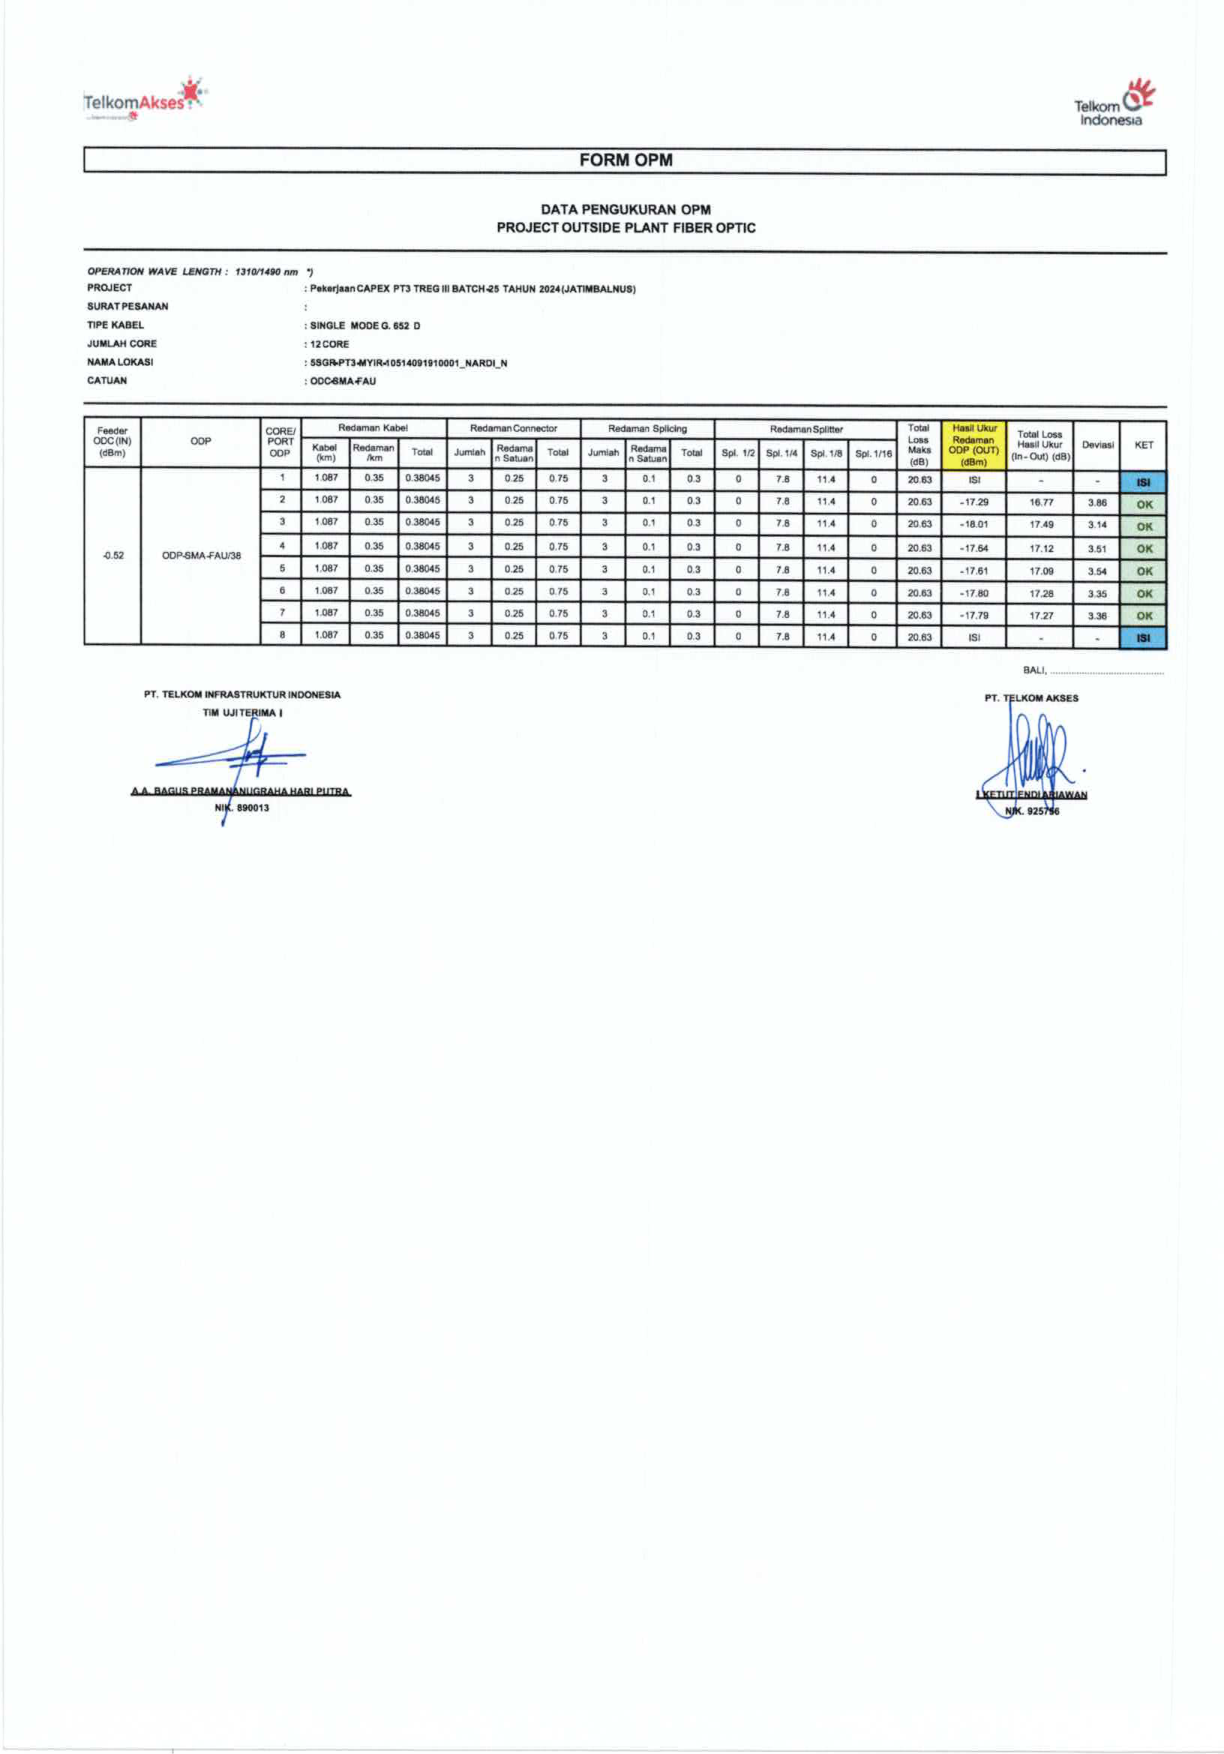 TelkomAkses
Telkom
Indonesia
FORM OPM
DATA PENGUKURAN OPM
PROJECT OUTSIDE PLANT FIBER OPTIC
OPERATION WAVE LENGTH : 1310/1490 nm *)
PROJECT : Pekerjaan CAPEX PT3 TREG III BATCH-25 TAHUN 2024 (JATIMBALNUS)
SURAT PESANAN :
TIPE KABEL : SINGLE MODE G. 652 D
JUMLAH CORE : 12 CORE
NAMA LOKASI : 5SGR-PT3-MYIR-10514091910001_NARDI_N
CATUAN : ODC-SMA-FAU
Feeder ODC (IN) (dBm) ODP CORE/ PORT ODP Redaman Kabel Redaman Connector Redaman Splicing Redaman Splitter Total Loss Maks (dB) Hasil Ukur Redaman ODP (OUT) (dBm) Total Loss Hasil Ukur (In - Out) (dB) Deviasi KET
Kabel (km) Redaman /km Total Jumlah Redama n Satuan Total Jumlah Redama n Satuan Total Spl. 1/2 Spl. 1/4 Spl. 1/8 Spl. 1/16
-0.52 ODP-SMA-FAU/38
1 1.087 0.35 0.38045 3 0.25 0.75 3 0.1 0.3 0 7.8 11.4 0 20.63 ISI - - ISI
2 1.087 0.35 0.38045 3 0.25 0.75 3 0.1 0.3 0 7.8 11.4 0 20.63 -17.29 16.77 3.86 OK
3 1.087 0.35 0.38045 3 0.25 0.75 3 0.1 0.3 0 7.8 11.4 0 20.63 -18.01 17.49 3.14 OK
4 1.087 0.35 0.38045 3 0.25 0.75 3 0.1 0.3 0 7.8 11.4 0 20.63 -17.64 17.12 3.51 OK
5 1.087 0.35 0.38045 3 0.25 0.75 3 0.1 0.3 0 7.8 11.4 0 20.63 -17.61 17.09 3.54 OK
6 1.087 0.35 0.38045 3 0.25 0.75 3 0.1 0.3 0 7.8 11.4 0 20.63 -17.80 17.28 3.35 OK
7 1.087 0.35 0.38045 3 0.25 0.75 3 0.1 0.3 0 7.8 11.4 0 20.63 -17.79 17.27 3.36 OK
8 1.087 0.35 0.38045 3 0.25 0.75 3 0.1 0.3 0 7.8 11.4 0 20.63 ISI - - ISI
BALI, ........................................
PT. TELKOM INFRASTRUKTUR INDONESIA
TIM UJI TERIMA I
A.A. BAGUS PRAMANANUGRAHA HARI PUTRA
NIK. 890013
PT. TELKOM AKSES
I KETUT ENDI ARIAWAN
NIK. 925756